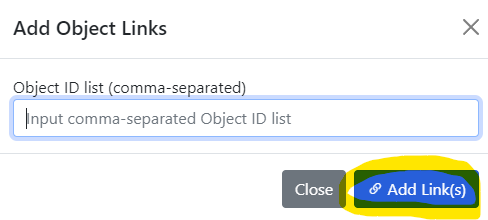 Add Object Links
Object ID list (comma-separated)
Input comma-separated Object ID list
Close
Add Link(s)